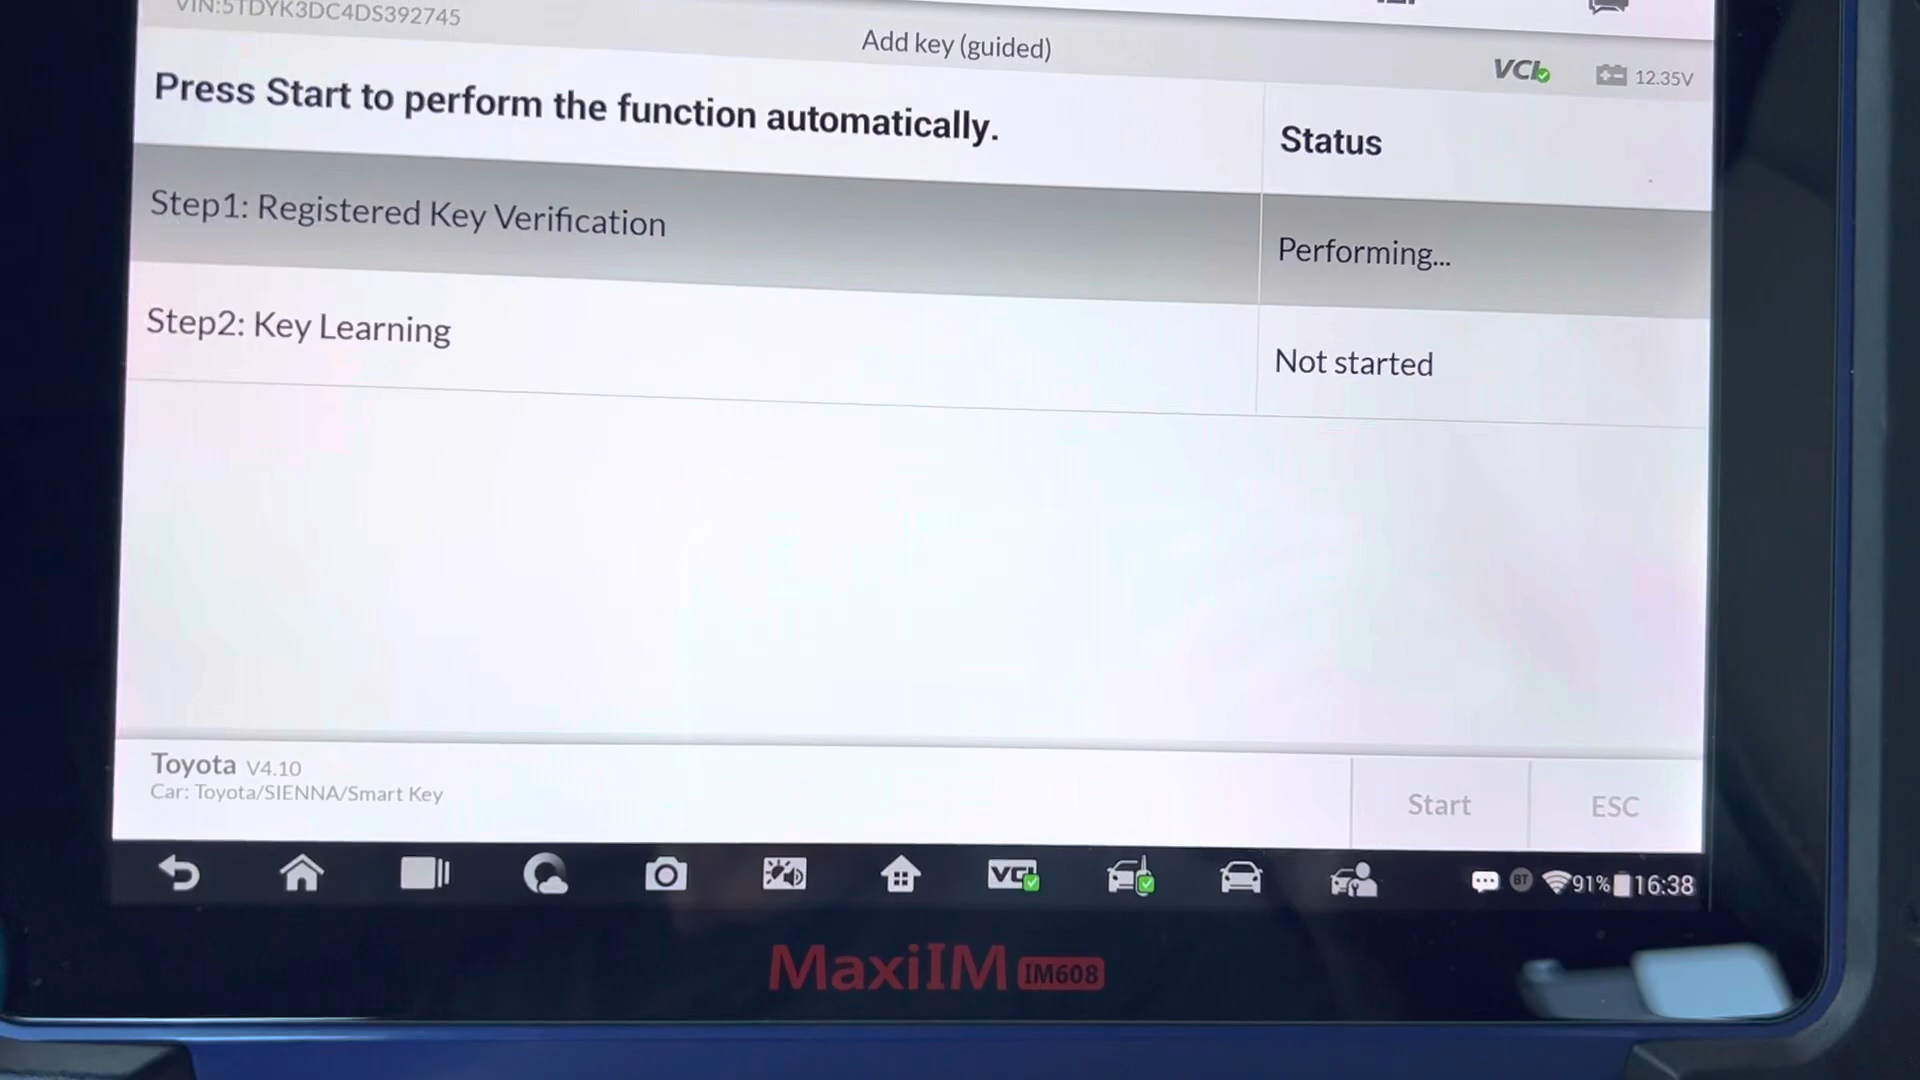 VIN:5TDYK3DC4DS392745
Add key (guided)
VCI
12.35V
Press Start to perform the function automatically.
Status
Step1: Registered Key Verification
Performing...
Step2: Key Learning
Not started
Toyota V4.10
Car: Toyota/SIENNA/Smart Key
Start
ESC
VCI
BT
91%
16:38
MaxiIM IM608